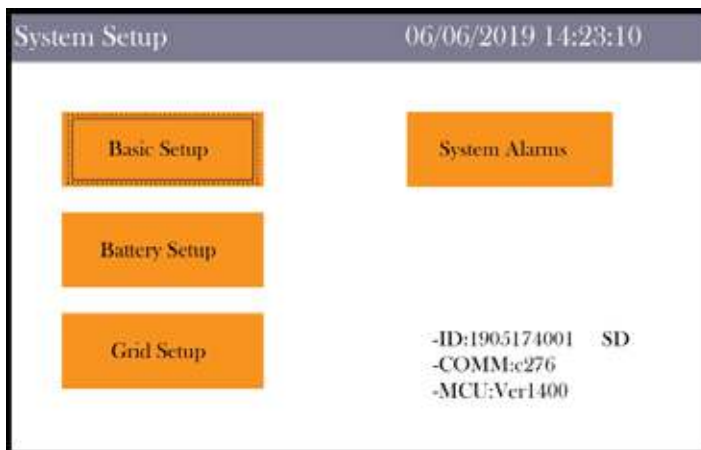 System Setup 06/06/2019 14:23:10
Basic Setup System Alarms
Battery Setup
Grid Setup
-ID:1905174001 SD
-COMM:c276
-MCU:Ver1400